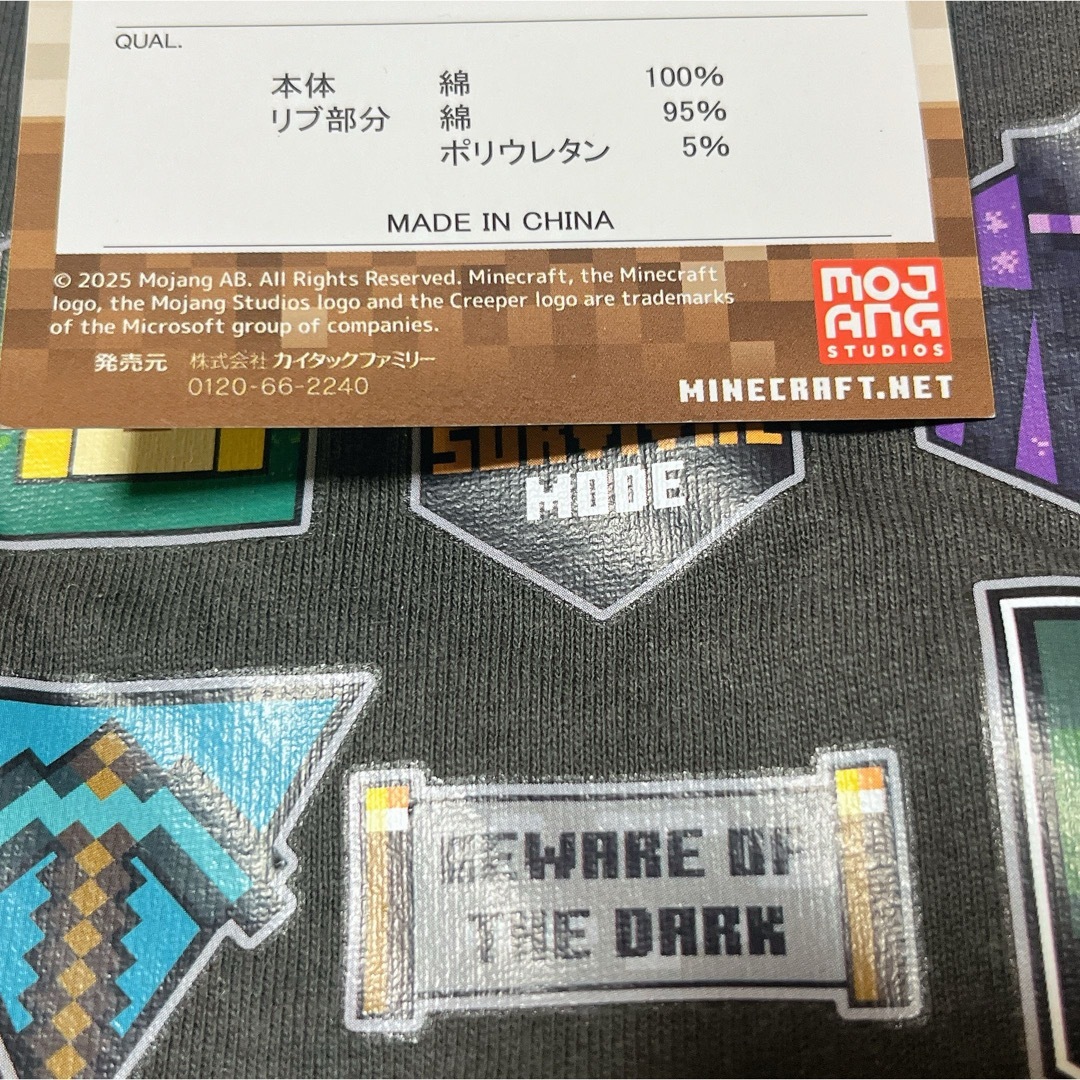 QUAL.
本体 綿 100%
リブ部分 綿 95%
ポリウレタン 5%
MADE IN CHINA
© 2025 Mojang AB. All Rights Reserved. Minecraft, the Minecraft
logo, the Mojang Studios logo and the Creeper logo are trademarks
of the Microsoft group of companies.
発売元 株式会社 カイタックファミリー
0120-66-2240
MOJ
ANG
STUDIOS
MINECRAFT.NET
SURVIVAL
MODE
BEWARE OF
THE DARK